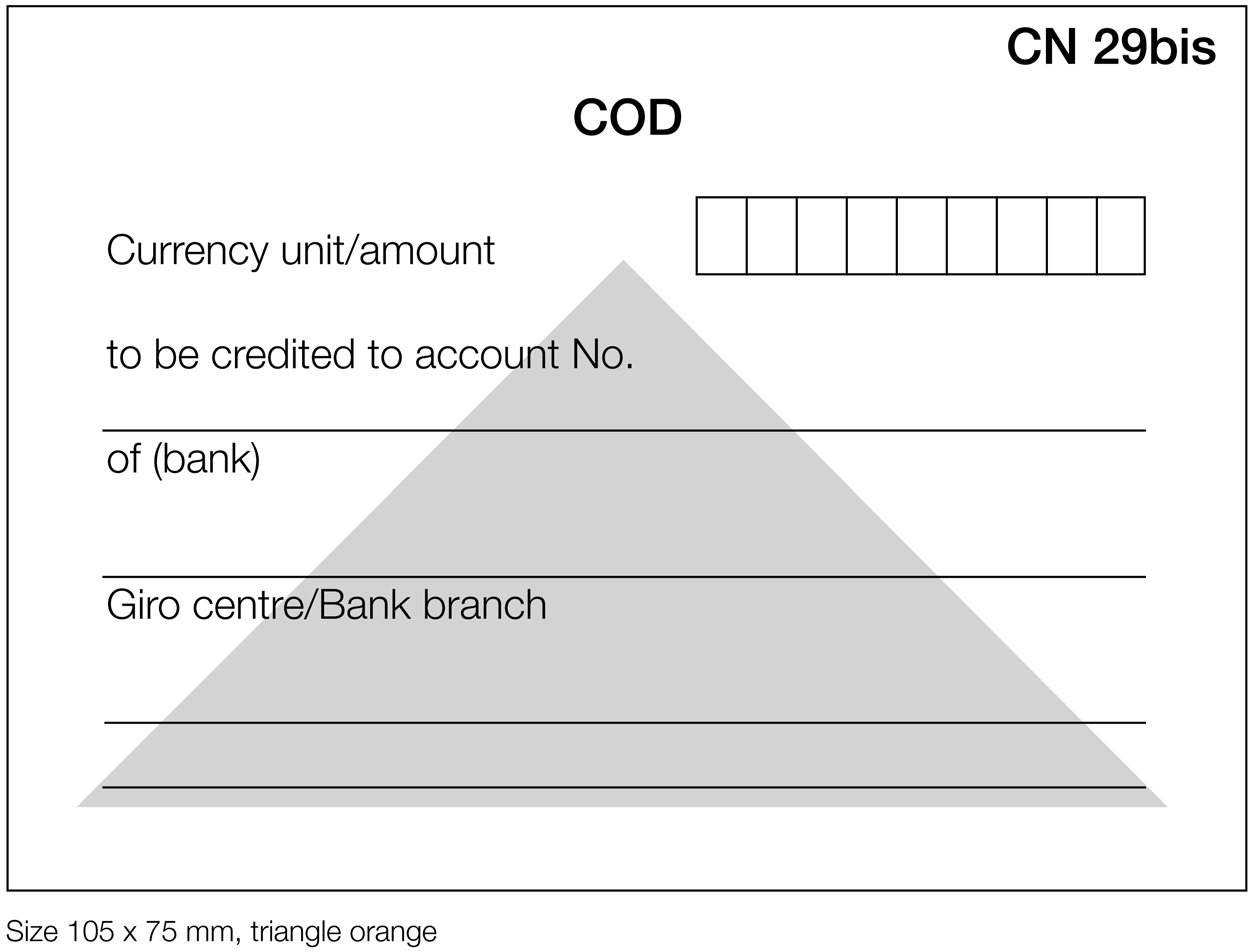 CN 29bis
COD
Currency unit/amount
to be credited to account No.
of (bank)
Giro centre/Bank branch
Size 105 x 75 mm, triangle orange